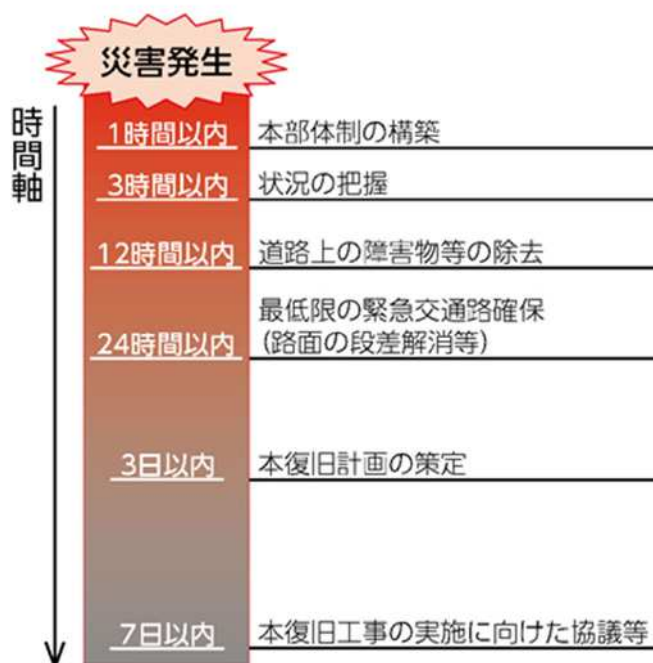 災害発生
時間軸
1時間以内
本部体制の構築
3時間以内
状況の把握
12時間以内
道路上の障害物等の除去
24時間以内
最低限の緊急交通路確保
(路面の段差解消等)
3日以内
本復旧計画の策定
7日以内
本復旧工事の実施に向けた協議等